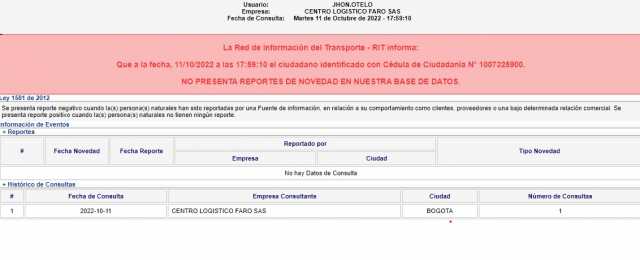 Usuario: JHON.OTELO
Empresa: CENTRO LOGISTICO FARO SAS
Fecha de Consulta: Martes 11 de Octubre de 2022 - 17:59:10
La Red de Información del Transporte - RIT informa:
Que a la fecha, 11/10/2022 a las 17:59:10 el ciudadano identificado con Cédula de Ciudadanía N° 1007225900.
NO PRESENTA REPORTES DE NOVEDAD EN NUESTRA BASE DE DATOS.
Ley 1581 de 2012
Se presenta reporte negativo cuando la(s) persona(s) naturales han sido reportadas por una Fuente de información, en relación a su comportamiento como clientes, proveedores o una bajo determinada relación comercial. Se
presenta reporte positivo cuando la(s) persona(s) naturales no tienen ningún reporte.
Información de Eventos
Reportes
# Fecha Novedad Fecha Reporte Reportado por Tipo Novedad
Empresa Ciudad
No hay Datos de Consulta
Histórico de Consultas
# Fecha de Consulta Empresa Consultante Ciudad Número de Consultas
1 2022-10-11 CENTRO LOGISTICO FARO SAS BOGOTA 1